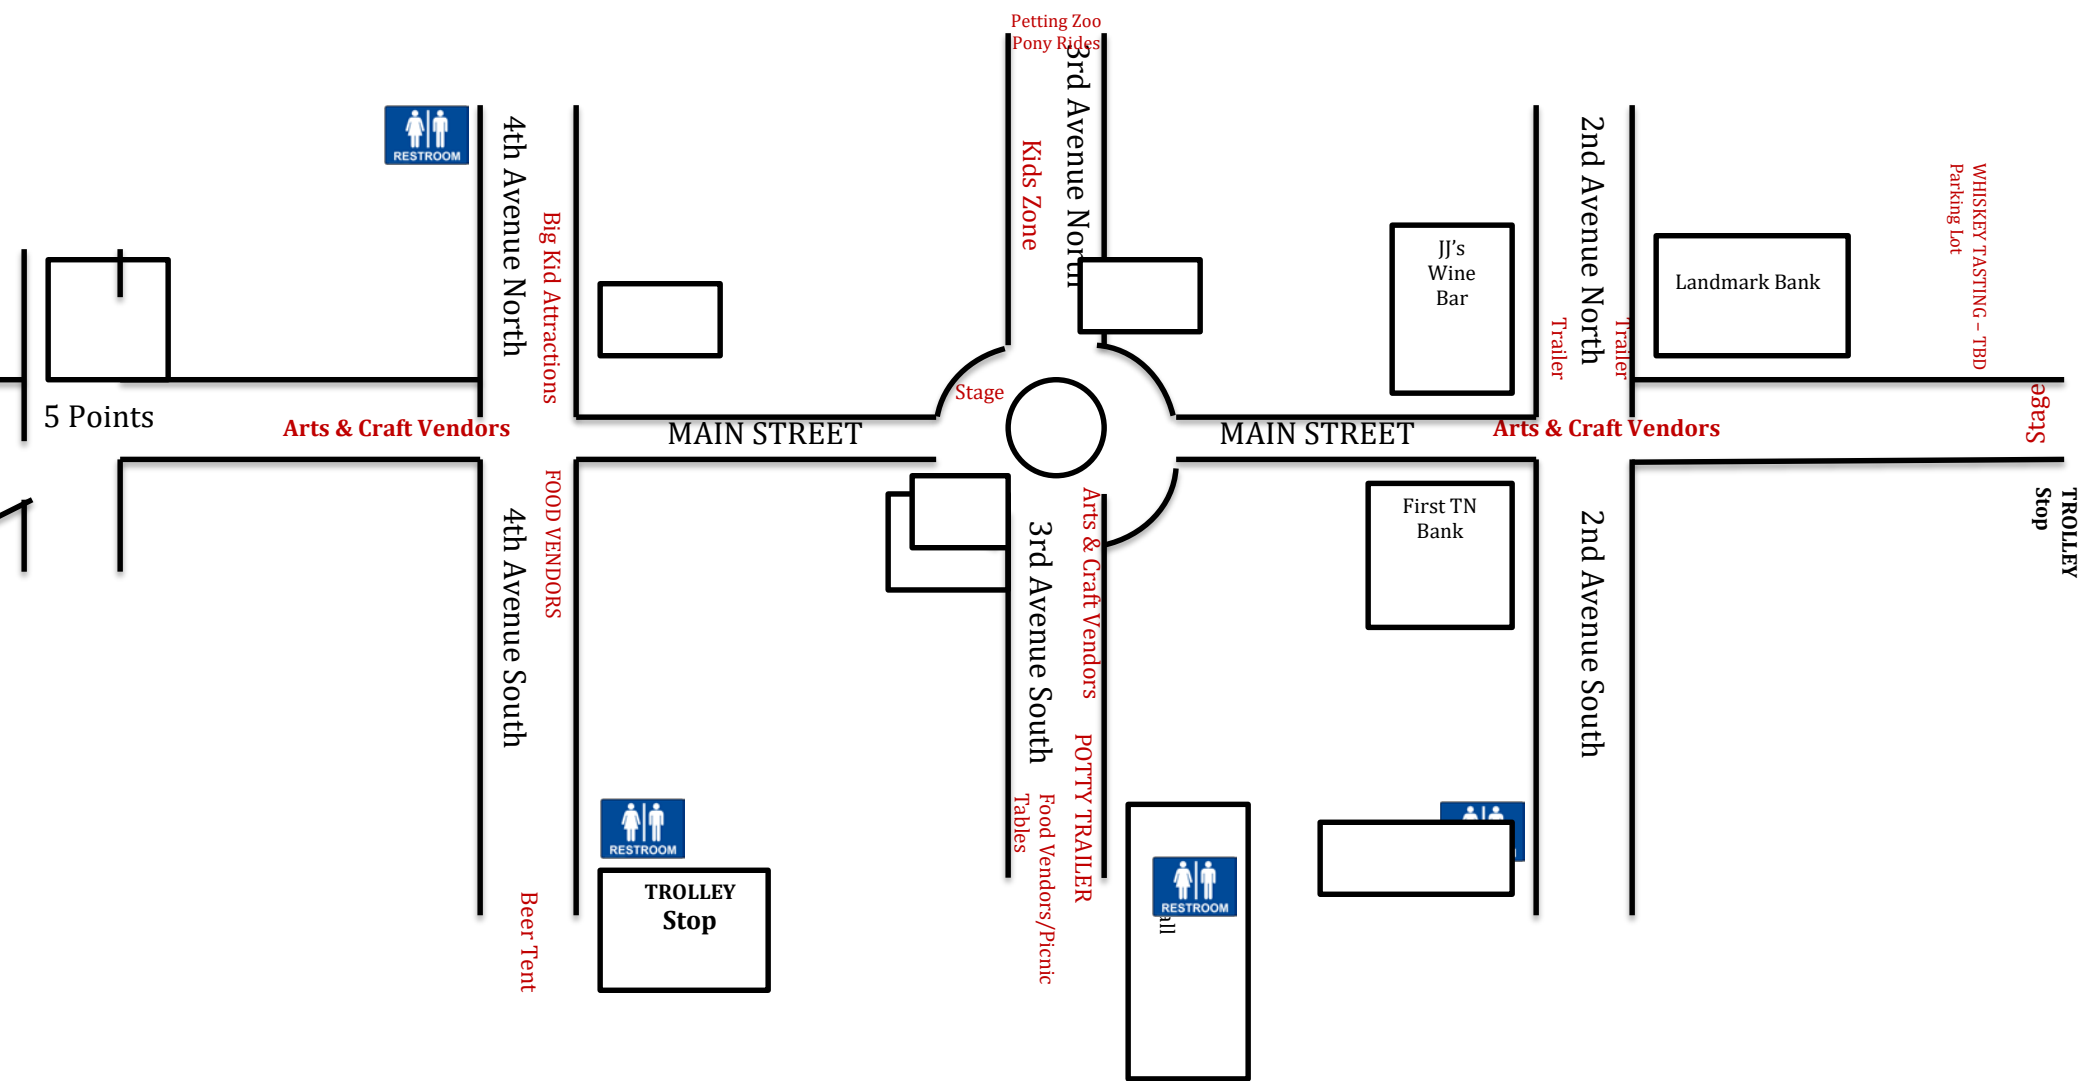 Petting Zoo
Pony Rides
3rd Avenue North
Kids Zone
RESTROOM
4th Avenue North
Big Kid Attractions
2nd Avenue North
Trailer
Trailer
JJ’s
Wine
Bar
Landmark Bank
WHISKEY TASTING – TBD
Parking Lot
Stage
5 Points
Arts & Craft Vendors
MAIN STREET
Stage
MAIN STREET
Arts & Craft Vendors
TROLLEY
Stop
FOOD VENDORS
4th Avenue South
3rd Avenue South
Arts & Craft Vendors
First TN
Bank
2nd Avenue South
POTTY TRAILER
Food Vendors/Picnic
Tables
RESTROOM
TROLLEY
Stop
Beer Tent
RESTROOM